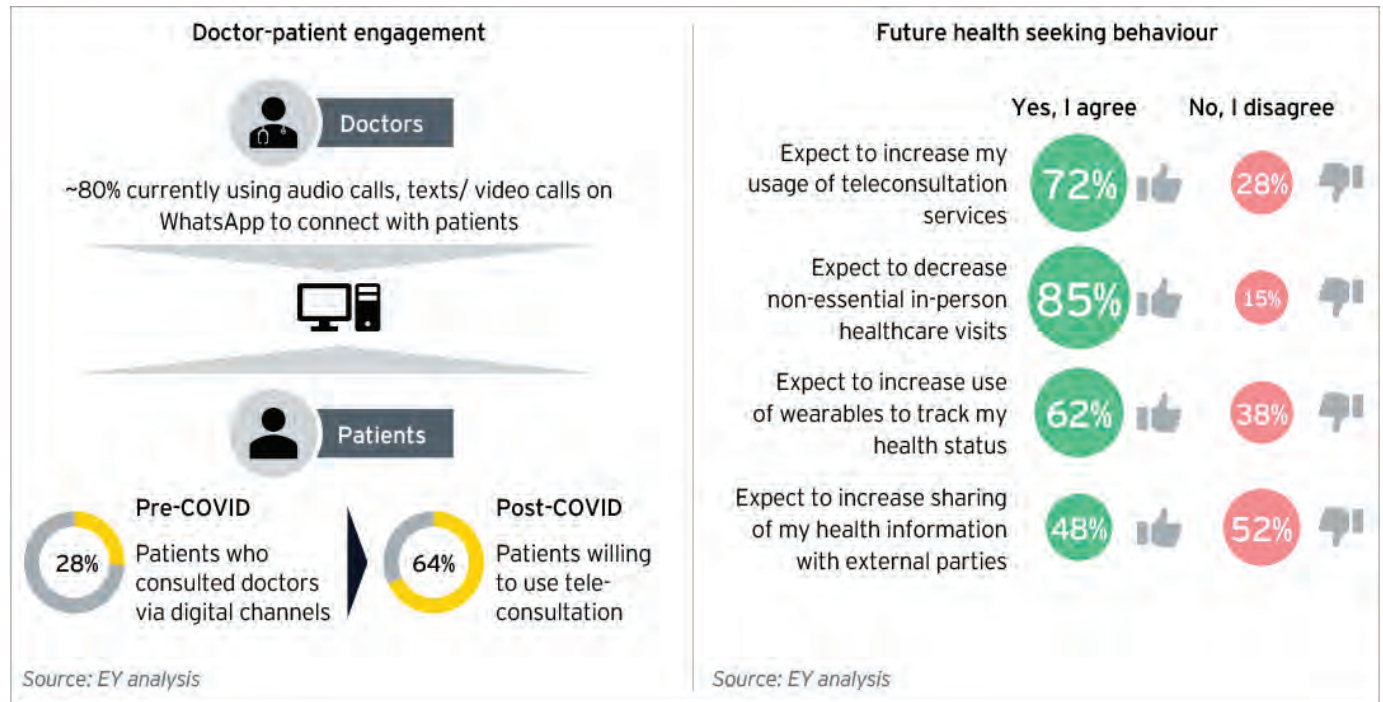 Doctor-patient engagement
Doctors
~80% currently using audio calls, texts/ video calls on
WhatsApp to connect with patients
Patients
Pre-COVID
28%
Patients who
consulted doctors
via digital channels
Post-COVID
64%
Patients willing
to use tele-
consultation
Source: EY analysis
Future health seeking behaviour
Yes, I agree
No, I disagree
Expect to increase my
usage of teleconsultation
services
72%
28%
Expect to decrease
non-essential in-person
healthcare visits
85%
15%
Expect to increase use
of wearables to track my
health status
62%
38%
Expect to increase sharing
of my health information
with external parties
48%
52%
Source: EY analysis